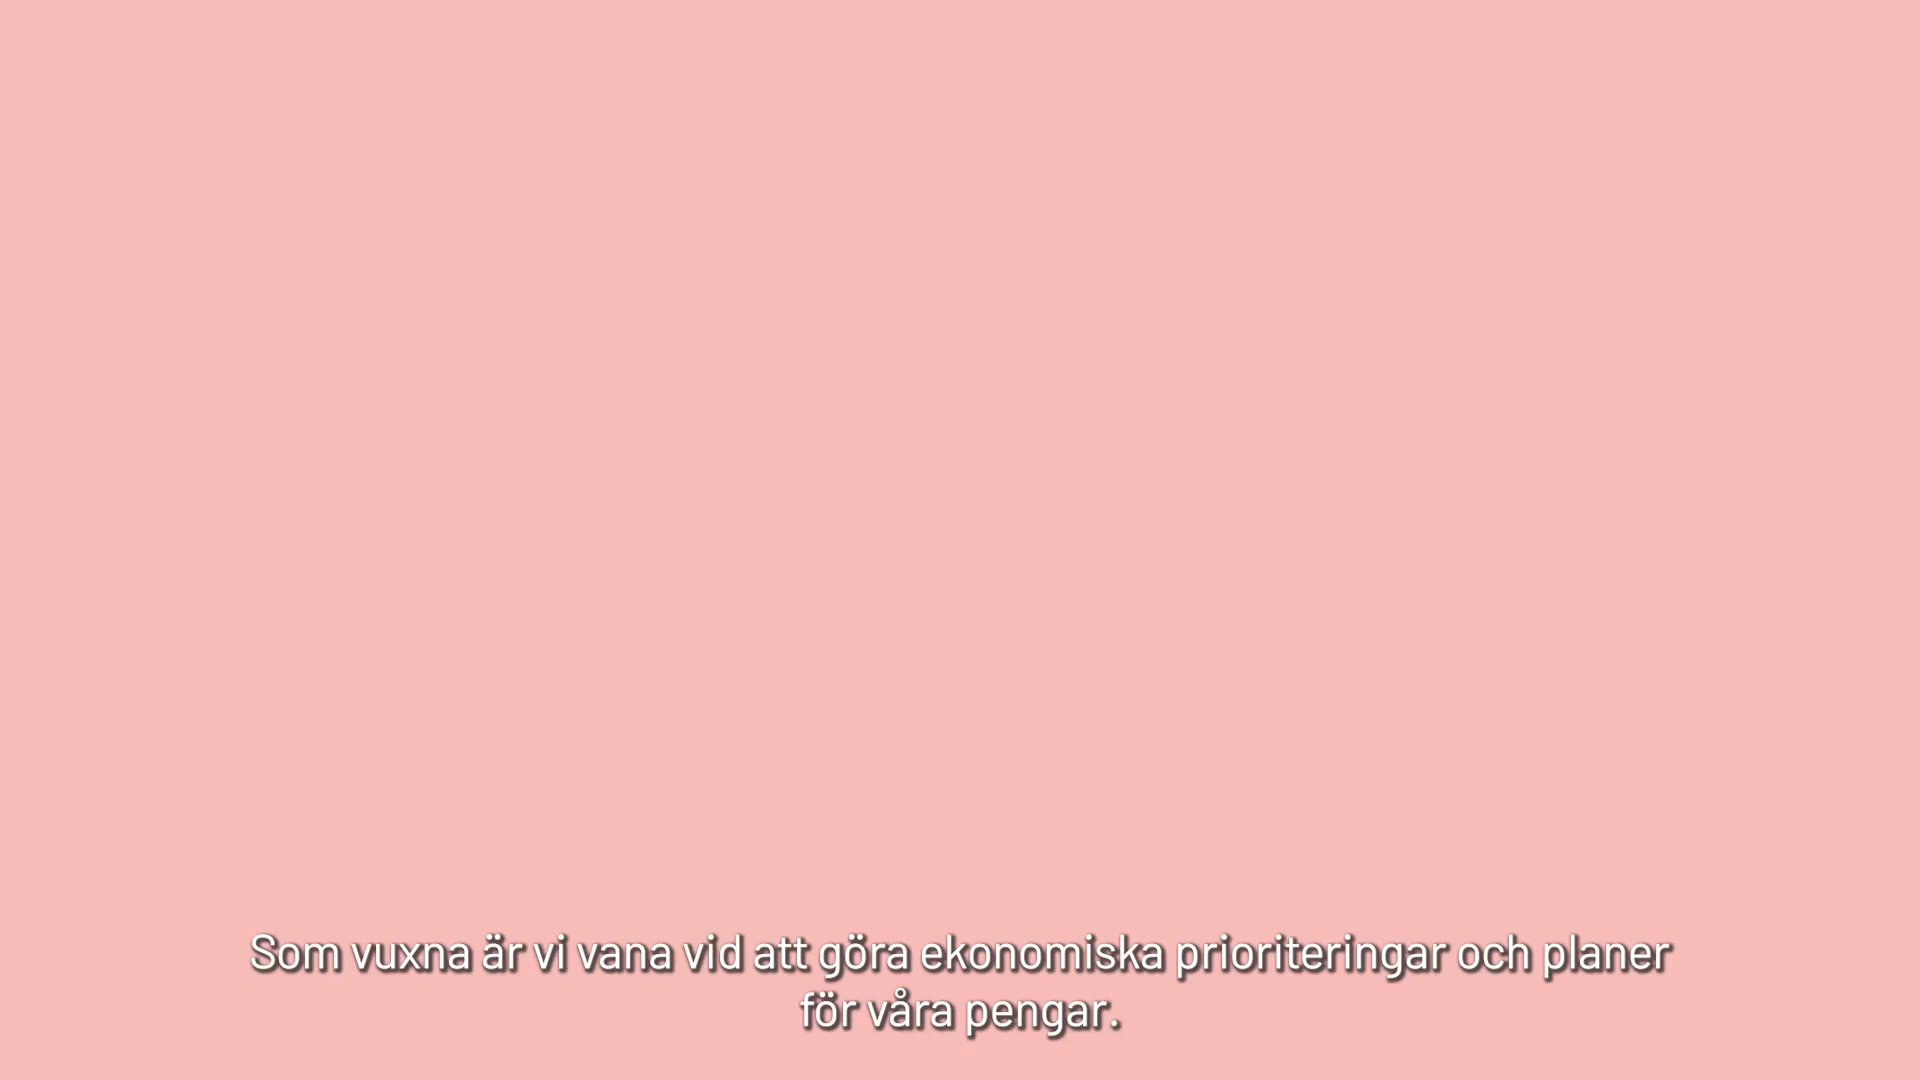 Som vuxna är vi vana vid att göra ekonomiska prioriteringar och planer
för våra pengar.